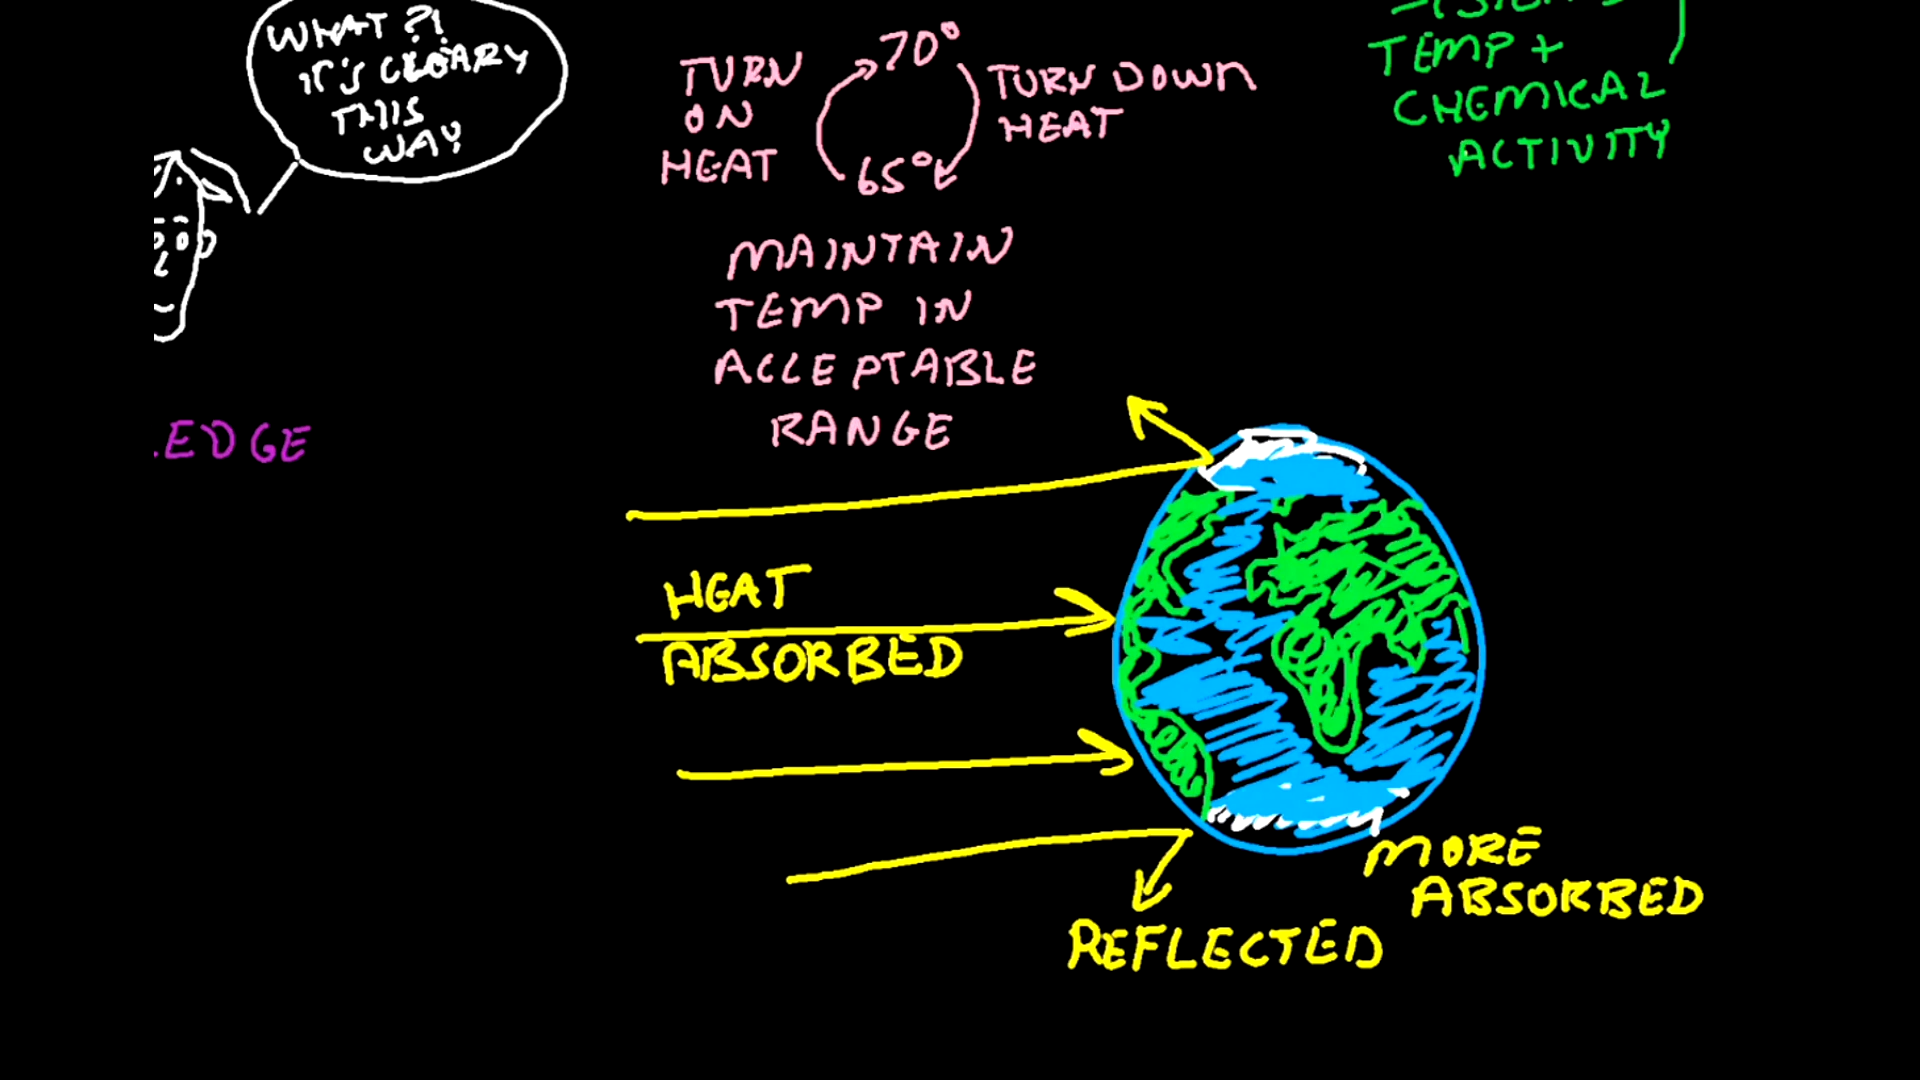 WHAT?!
IT'S CLEARY
THIS
WAY
TURN
ON
HEAT
70°
65°
TURN DOWN
HEAT
MAINTAIN
TEMP IN
ACCEPTABLE
RANGE
TEMP +
CHEMICAL
ACTIVITY
EDGE
HEAT
ABSORBED
MORE
ABSORBED
REFLECTED